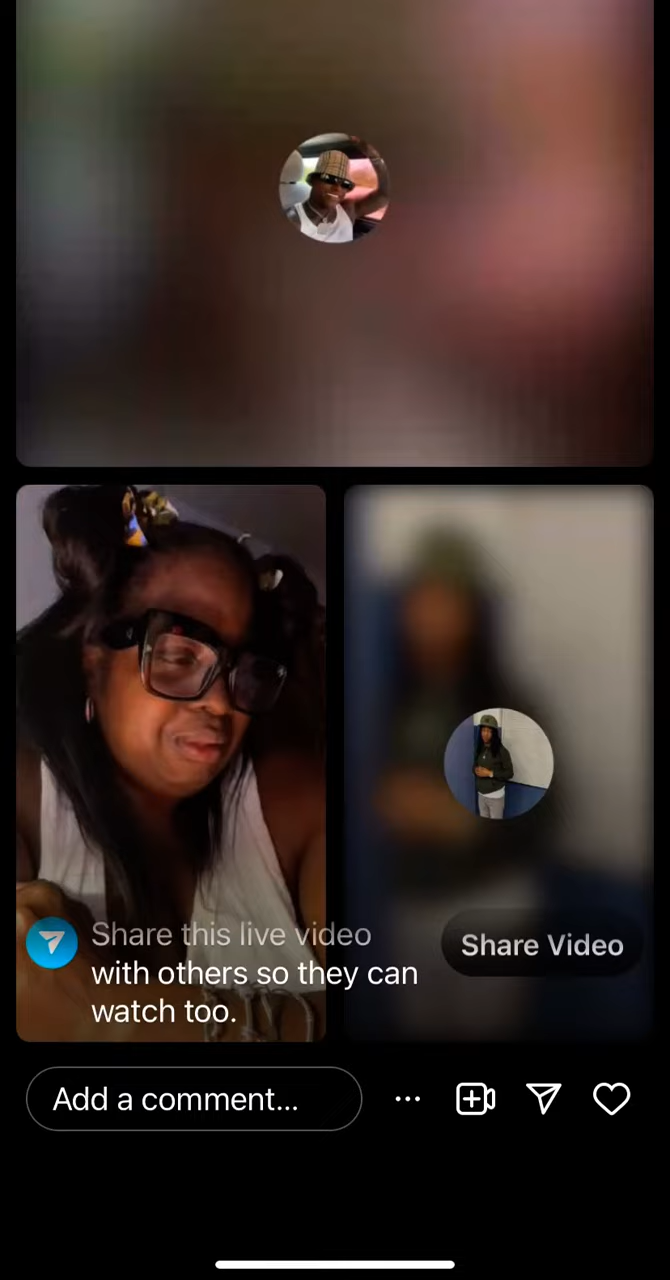 Share this live video
with others so they can
watch too.
Share Video
Add a comment...